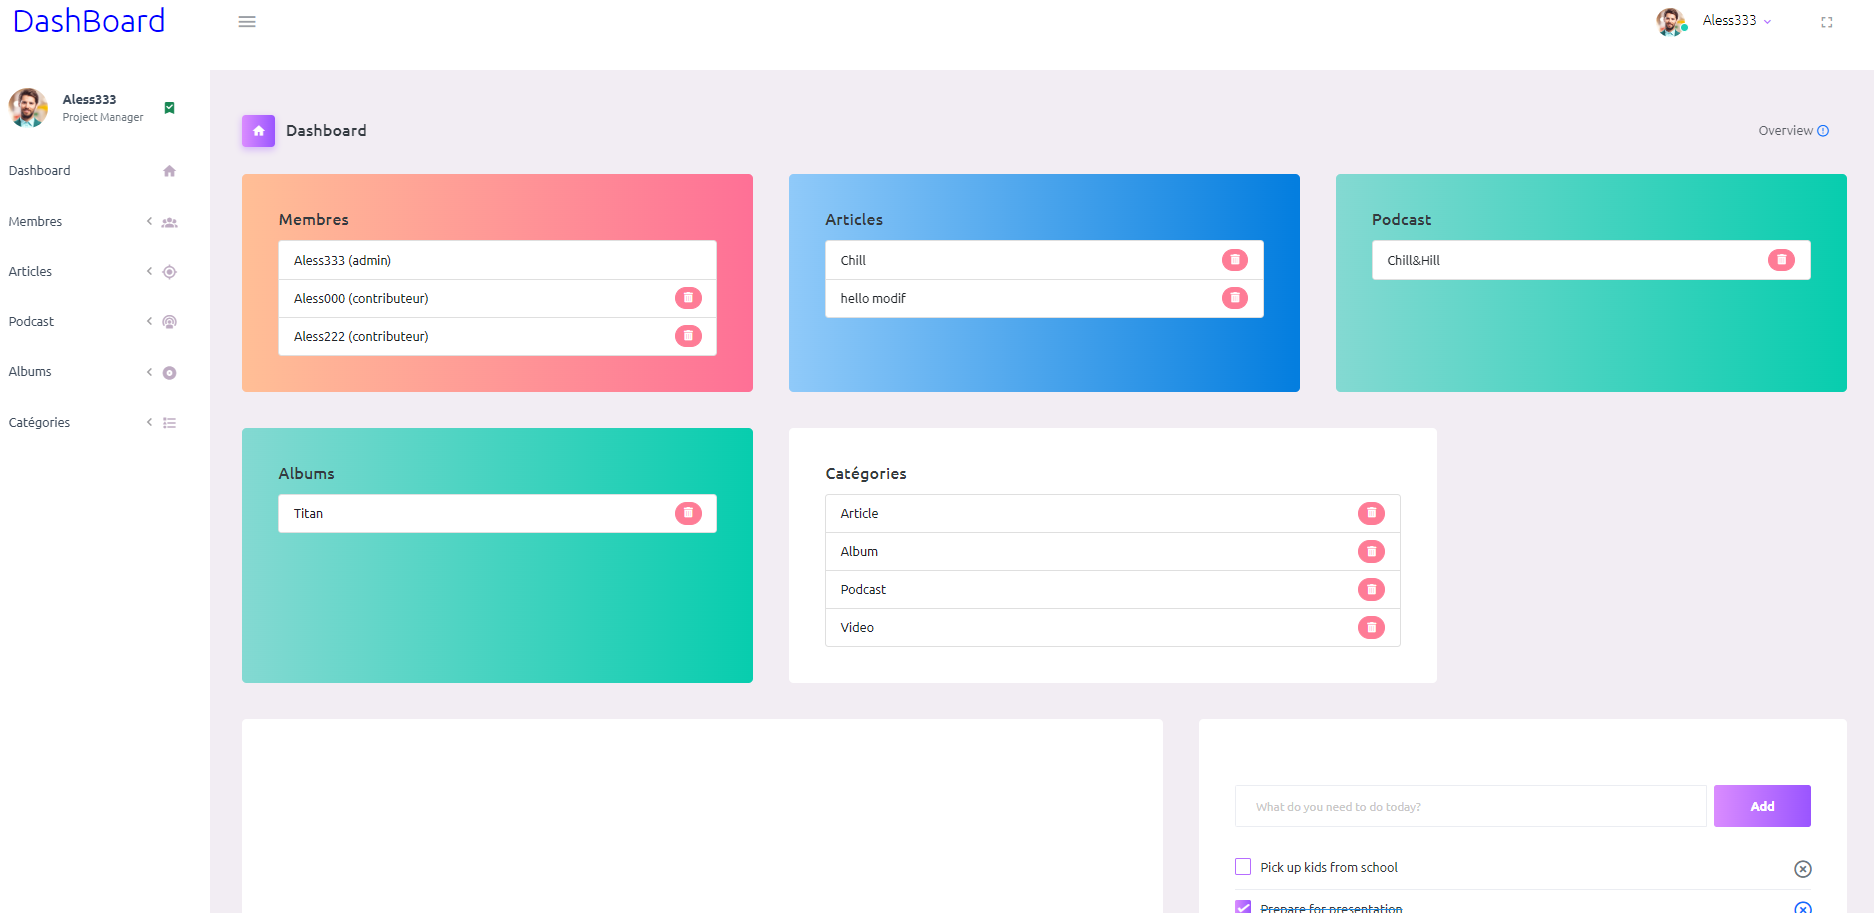 DashBoard
Aless333
Aless333
Project Manager
Dashboard
Membres
Articles
Podcast
Albums
Catégories
Dashboard
Overview
Membres
Aless333 (admin)
Aless000 (contributeur)
Aless222 (contributeur)
Articles
Chill
hello modif
Podcast
Chill&Hill
Albums
Titan
Catégories
Article
Album
Podcast
Video
What do you need to do today?
Add
Pick up kids from school
Prepare for presentation